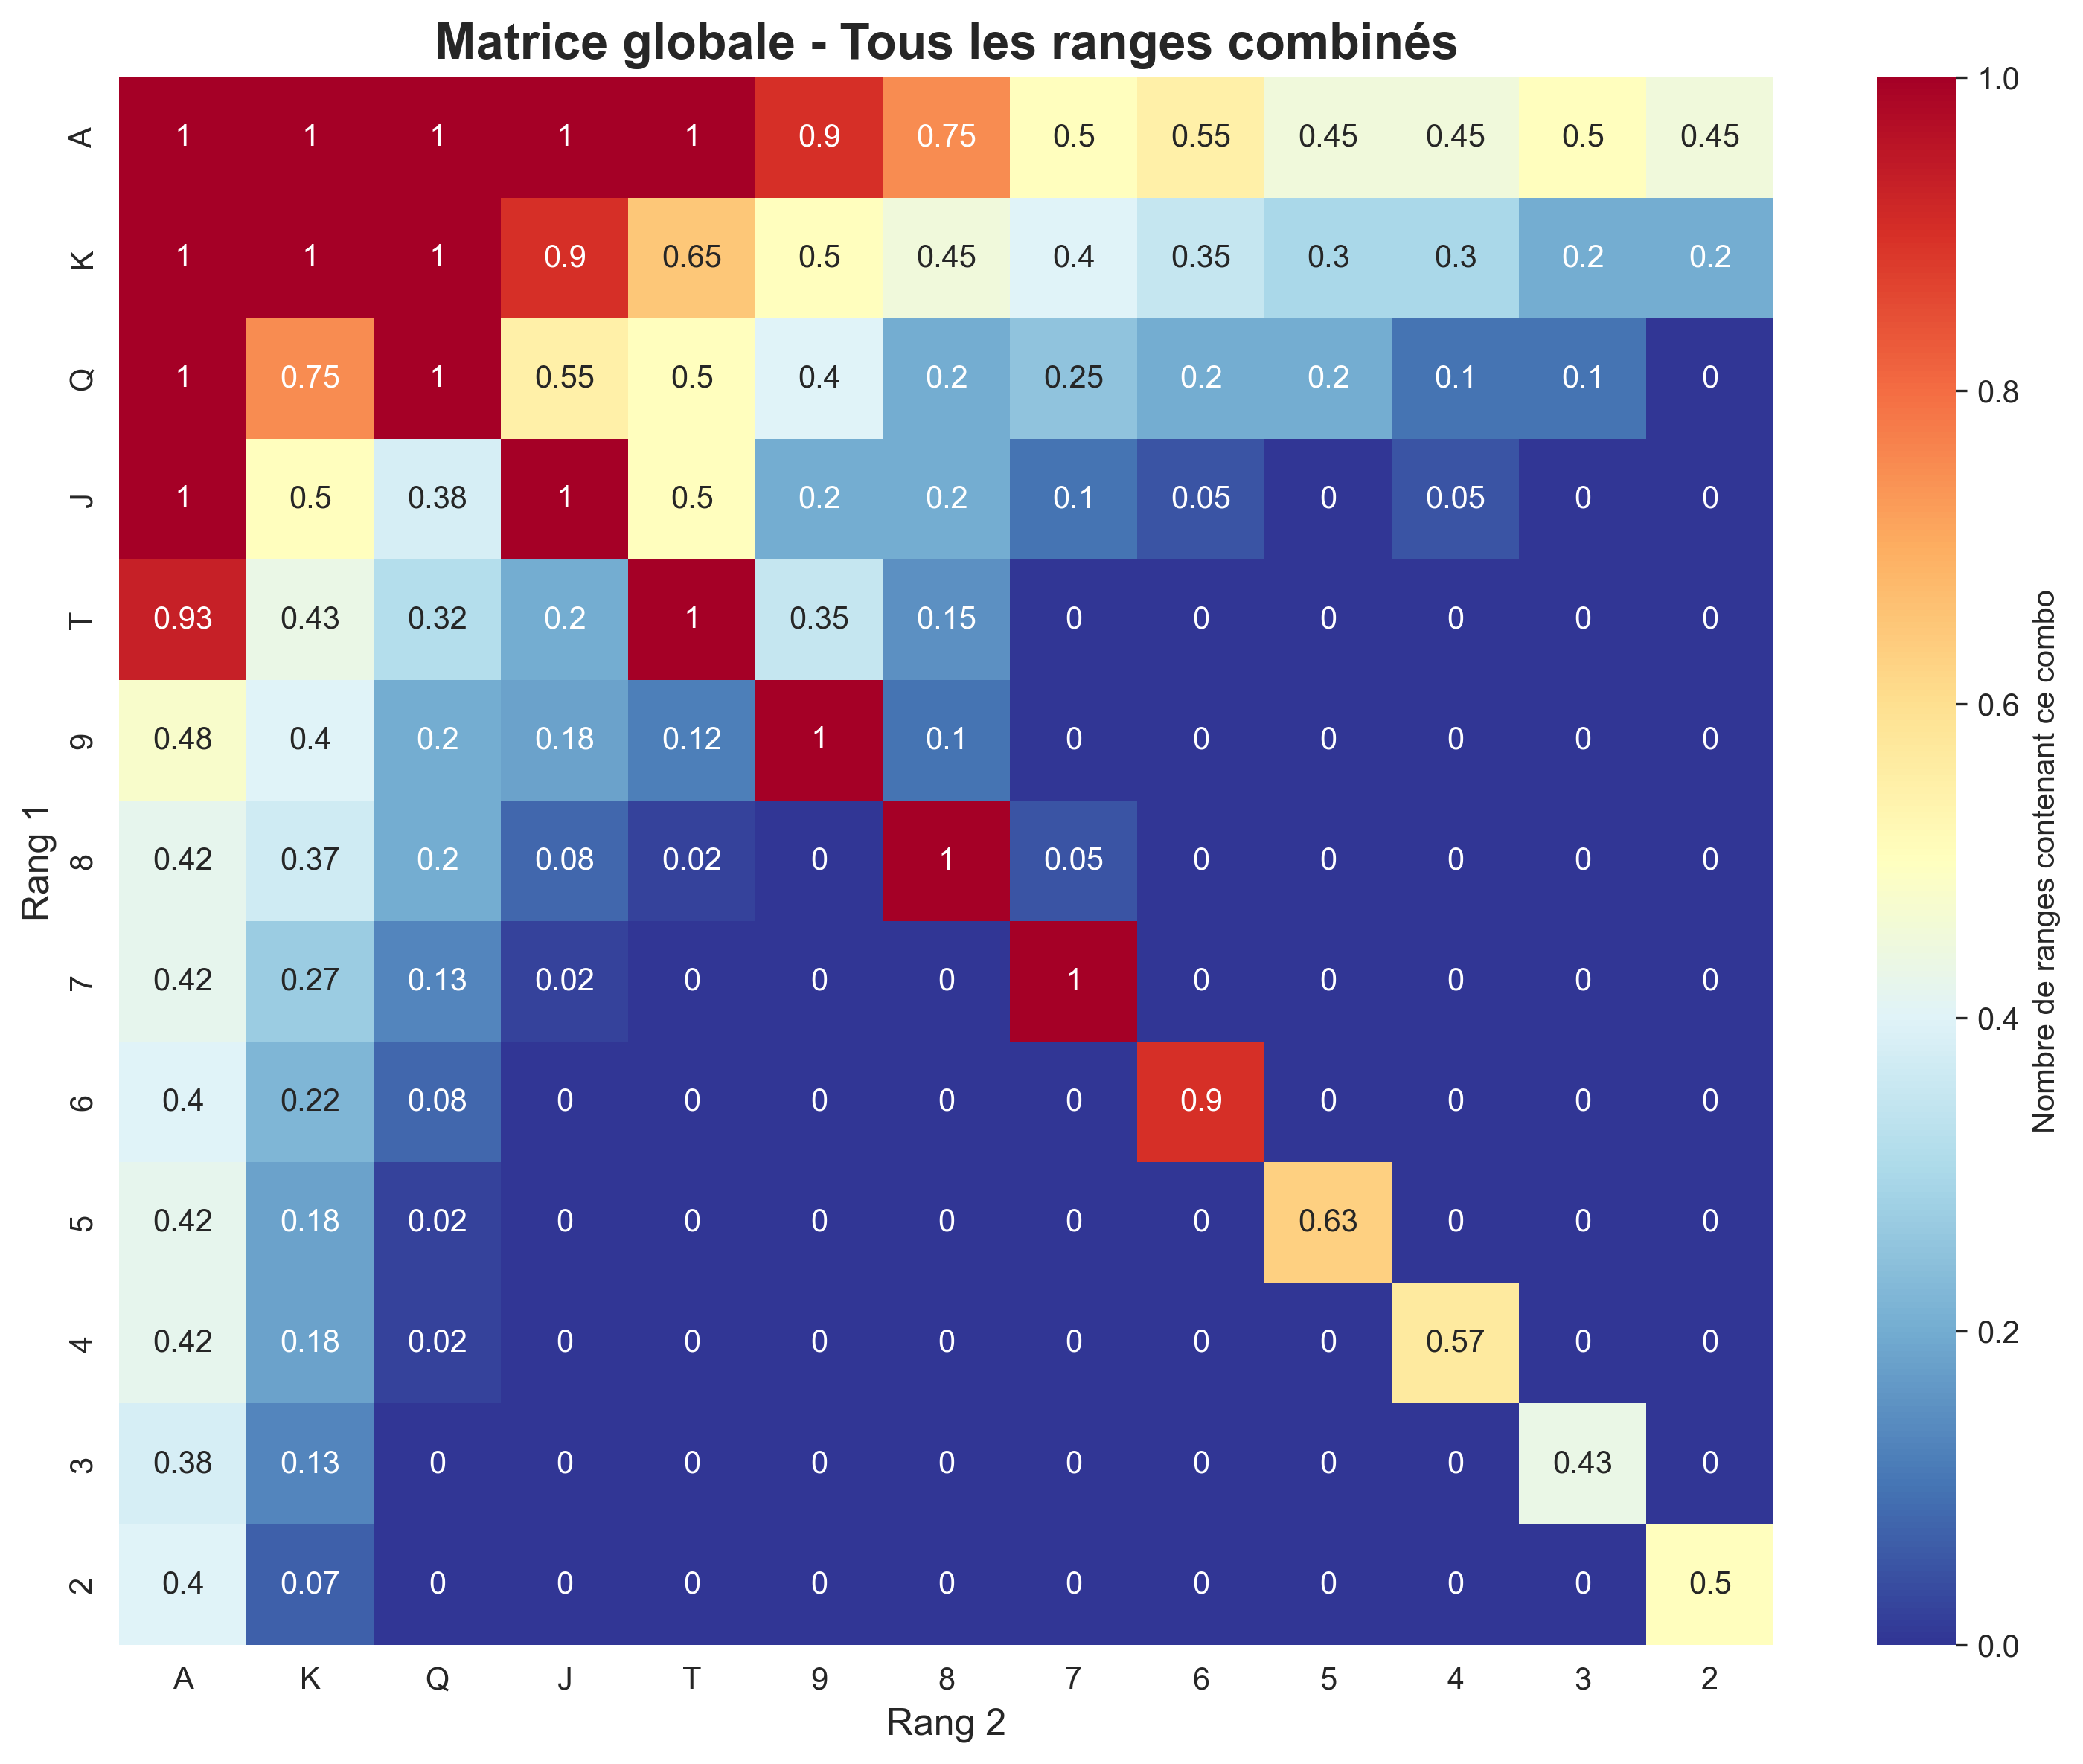 Matrice globale - Tous les ranges combinés
A 1 1 1 1 1 0.9 0.75 0.5 0.55 0.45 0.45 0.5 0.45
K 1 1 1 0.9 0.65 0.5 0.45 0.4 0.35 0.3 0.3 0.2 0.2
Q 1 0.75 1 0.55 0.5 0.4 0.2 0.25 0.2 0.2 0.1 0.1 0
J 1 0.5 0.38 1 0.5 0.2 0.2 0.1 0.05 0 0.05 0 0
T 0.93 0.43 0.32 0.2 1 0.35 0.15 0 0 0 0 0 0
9 0.48 0.4 0.2 0.18 0.12 1 0.1 0 0 0 0 0 0
8 0.42 0.37 0.2 0.08 0.02 0 1 0.05 0 0 0 0 0
7 0.42 0.27 0.13 0.02 0 0 0 1 0 0 0 0 0
6 0.4 0.22 0.08 0 0 0 0 0 0.9 0 0 0 0
5 0.42 0.18 0.02 0 0 0 0 0 0 0.63 0 0 0
4 0.42 0.18 0.02 0 0 0 0 0 0 0 0.57 0 0
3 0.38 0.13 0 0 0 0 0 0 0 0 0 0.43 0
2 0.4 0.07 0 0 0 0 0 0 0 0 0 0 0.5
A K Q J T 9 8 7 6 5 4 3 2
Rang 1
Rang 2
1.0
0.8
0.6
0.4
0.2
0.0
Nombre de ranges contenant ce combo